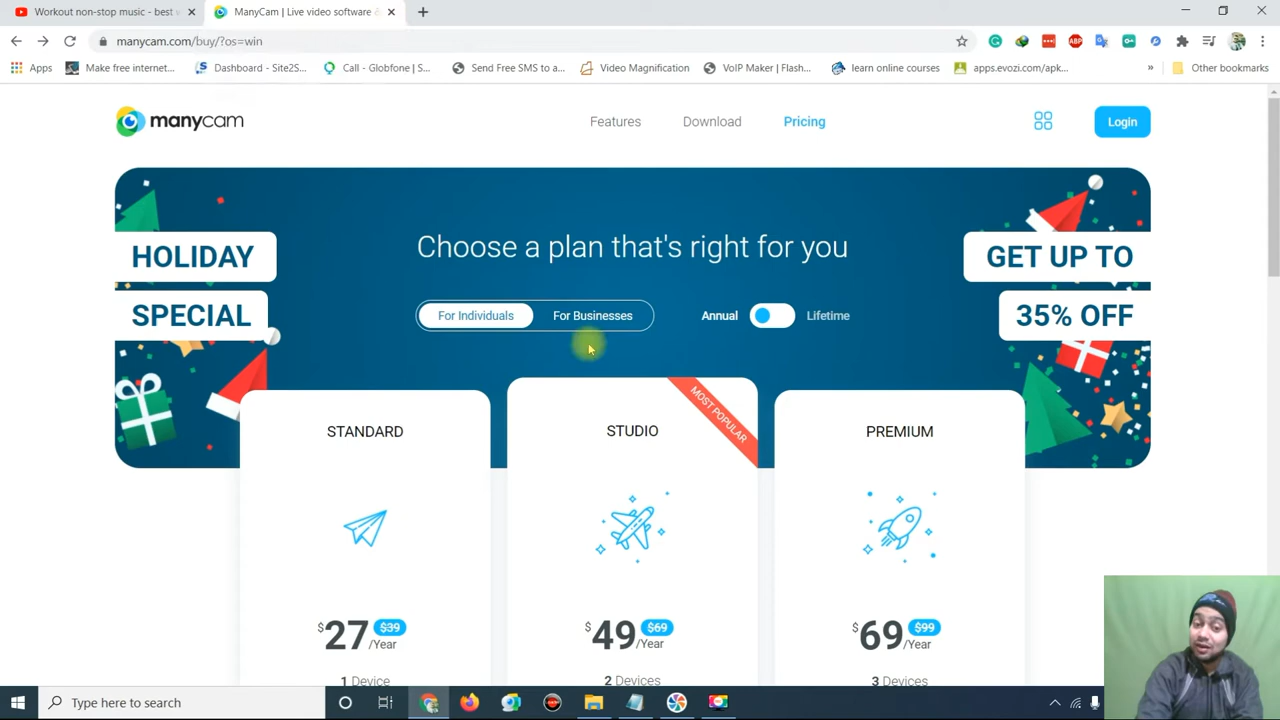 Workout non-stop music - best
ManyCam | Live video software
manycam.com/buy/?os=win
Apps
Make free internet...
Dashboard - Site2S...
Call - Globfone | S...
Send Free SMS to a...
Video Magnification
VoIP Maker | Flash...
learn online courses
apps.evozi.com/apk...
»
Other bookmarks
manycam
Features
Download
Pricing
Login
HOLIDAY
SPECIAL
Choose a plan that's right for you
GET UP TO
35% OFF
For Individuals
For Businesses
Annual
Lifetime
STANDARD
STUDIO
MOST POPULAR
PREMIUM
$27 $39
/Year
1 Device
$49 $69
/Year
2 Devices
$69 $99
/Year
3 Devices
Type here to search